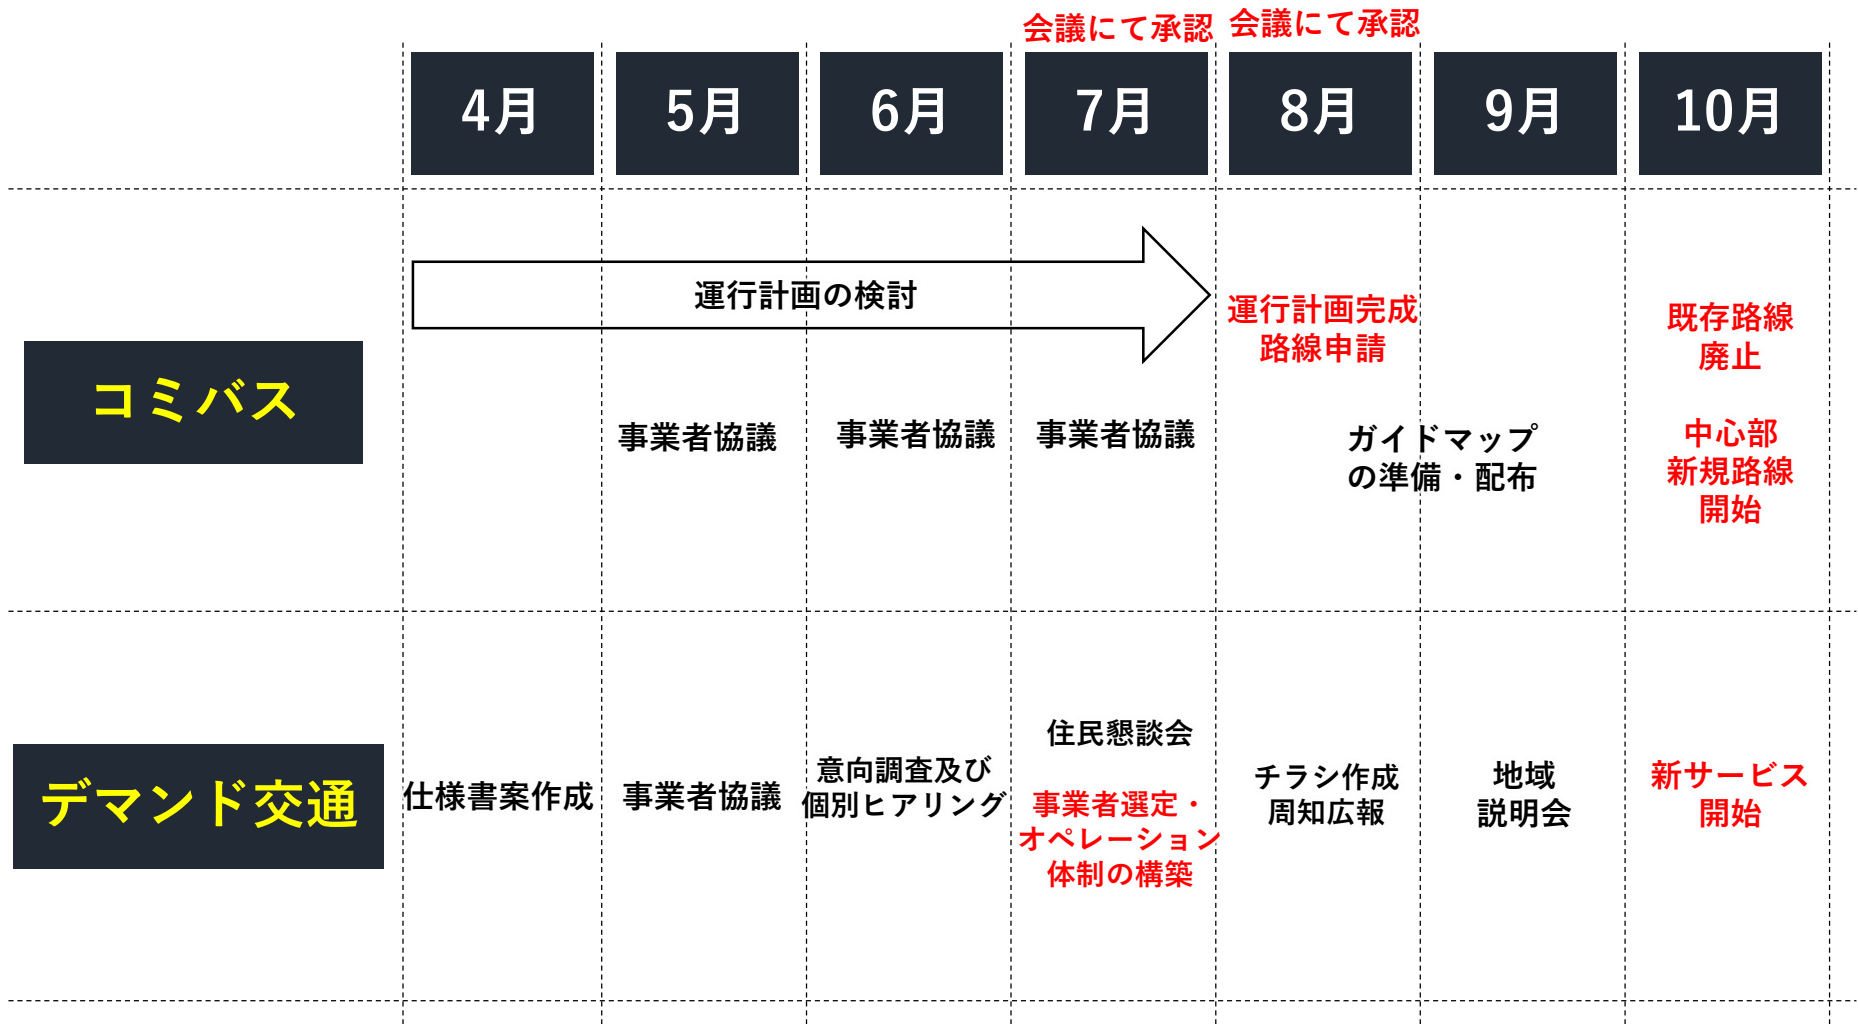 会議にて承認
会議にて承認
4月
5月
6月
7月
8月
9月
10月
コミバス
運行計画の検討
事業者協議
事業者協議
事業者協議
運行計画完成
路線申請
ガイドマップ
の準備・配布
既存路線
廃止
中心部
新規路線
開始
デマンド交通
仕様書案作成
事業者協議
意向調査及び
個別ヒアリング
住民懇談会
事業者選定・
オペレーション
体制の構築
チラシ作成
周知広報
地域
説明会
新サービス
開始